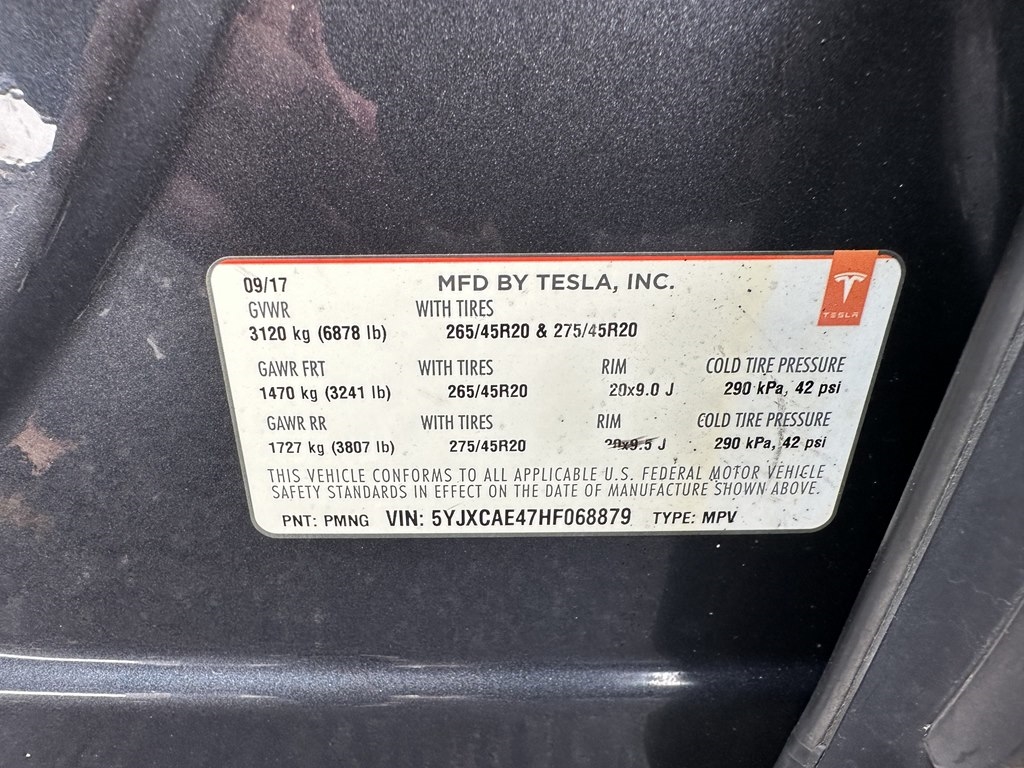 09/17 MFD BY TESLA, INC.
GVWR WITH TIRES
3120 kg (6878 lb) 265/45R20 & 275/45R20
TESLA
GAWR FRT WITH TIRES RIM COLD TIRE PRESSURE
1470 kg (3241 lb) 265/45R20 20x9.0 J 290 kPa, 42 psi
GAWR RR WITH TIRES RIM COLD TIRE PRESSURE
1727 kg (3807 lb) 275/45R20 20x9.5 J 290 kPa, 42 psi
THIS VEHICLE CONFORMS TO ALL APPLICABLE U.S. FEDERAL MOTOR VEHICLE
SAFETY STANDARDS IN EFFECT ON THE DATE OF MANUFACTURE SHOWN ABOVE.
PNT: PMNG VIN: 5YJXCAE47HF068879 TYPE: MPV